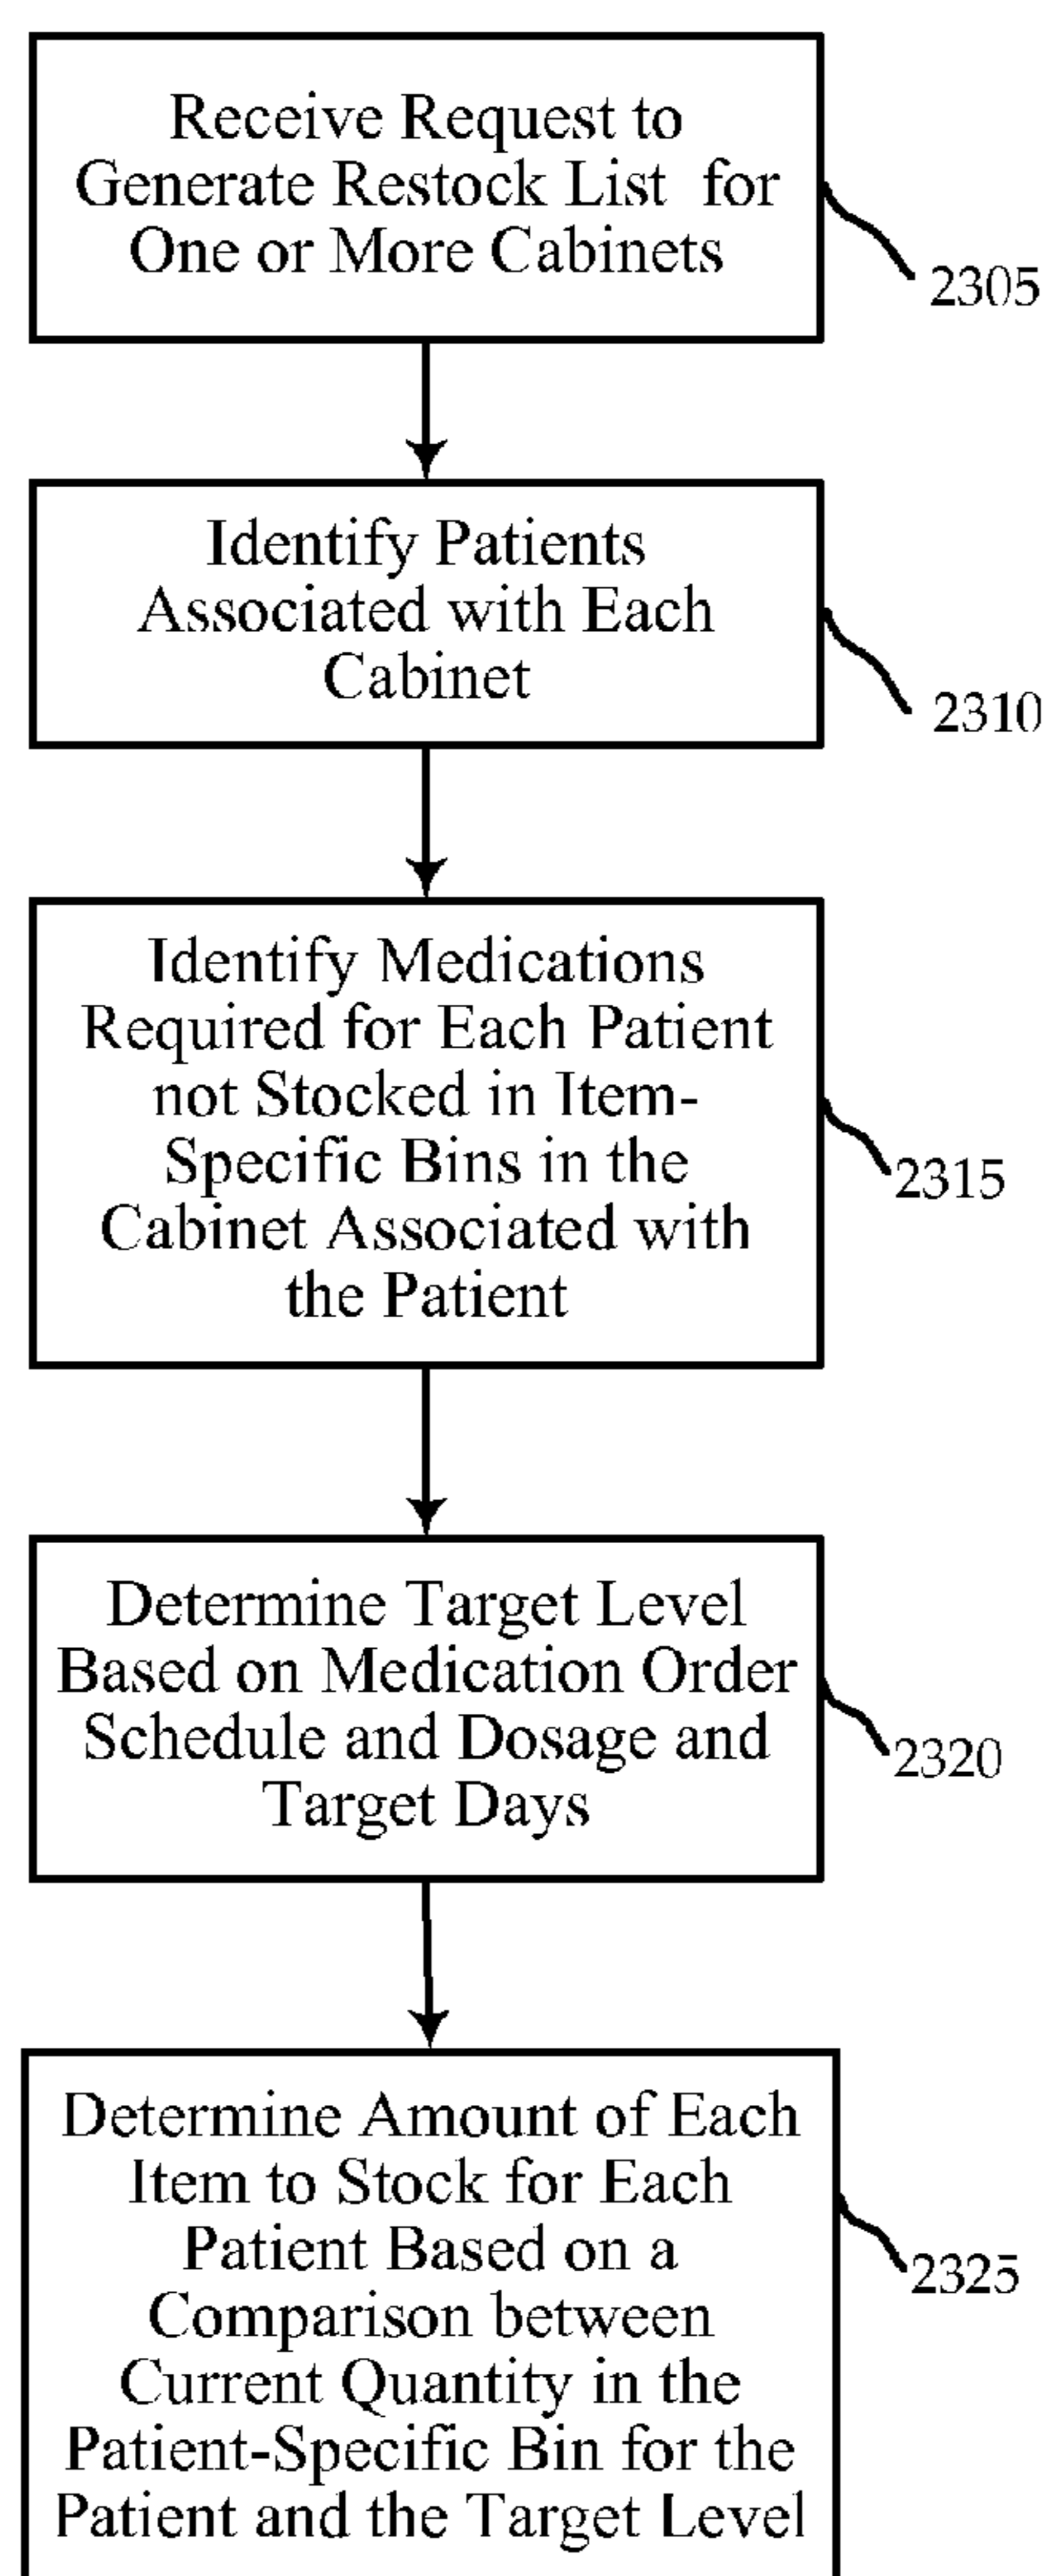 Receive Request to
Generate Restock List for
One or More Cabinets
2305
Identify Patients
Associated with Each
Cabinet
2310
Identify Medications
Required for Each Patient
not Stocked in Item-
Specific Bins in the
Cabinet Associated with
the Patient
2315
Determine Target Level
Based on Medication Order
Schedule and Dosage and
Target Days
2320
Determine Amount of Each
Item to Stock for Each
Patient Based on a
Comparison between
Current Quantity in the
Patient-Specific Bin for the
Patient and the Target Level
2325